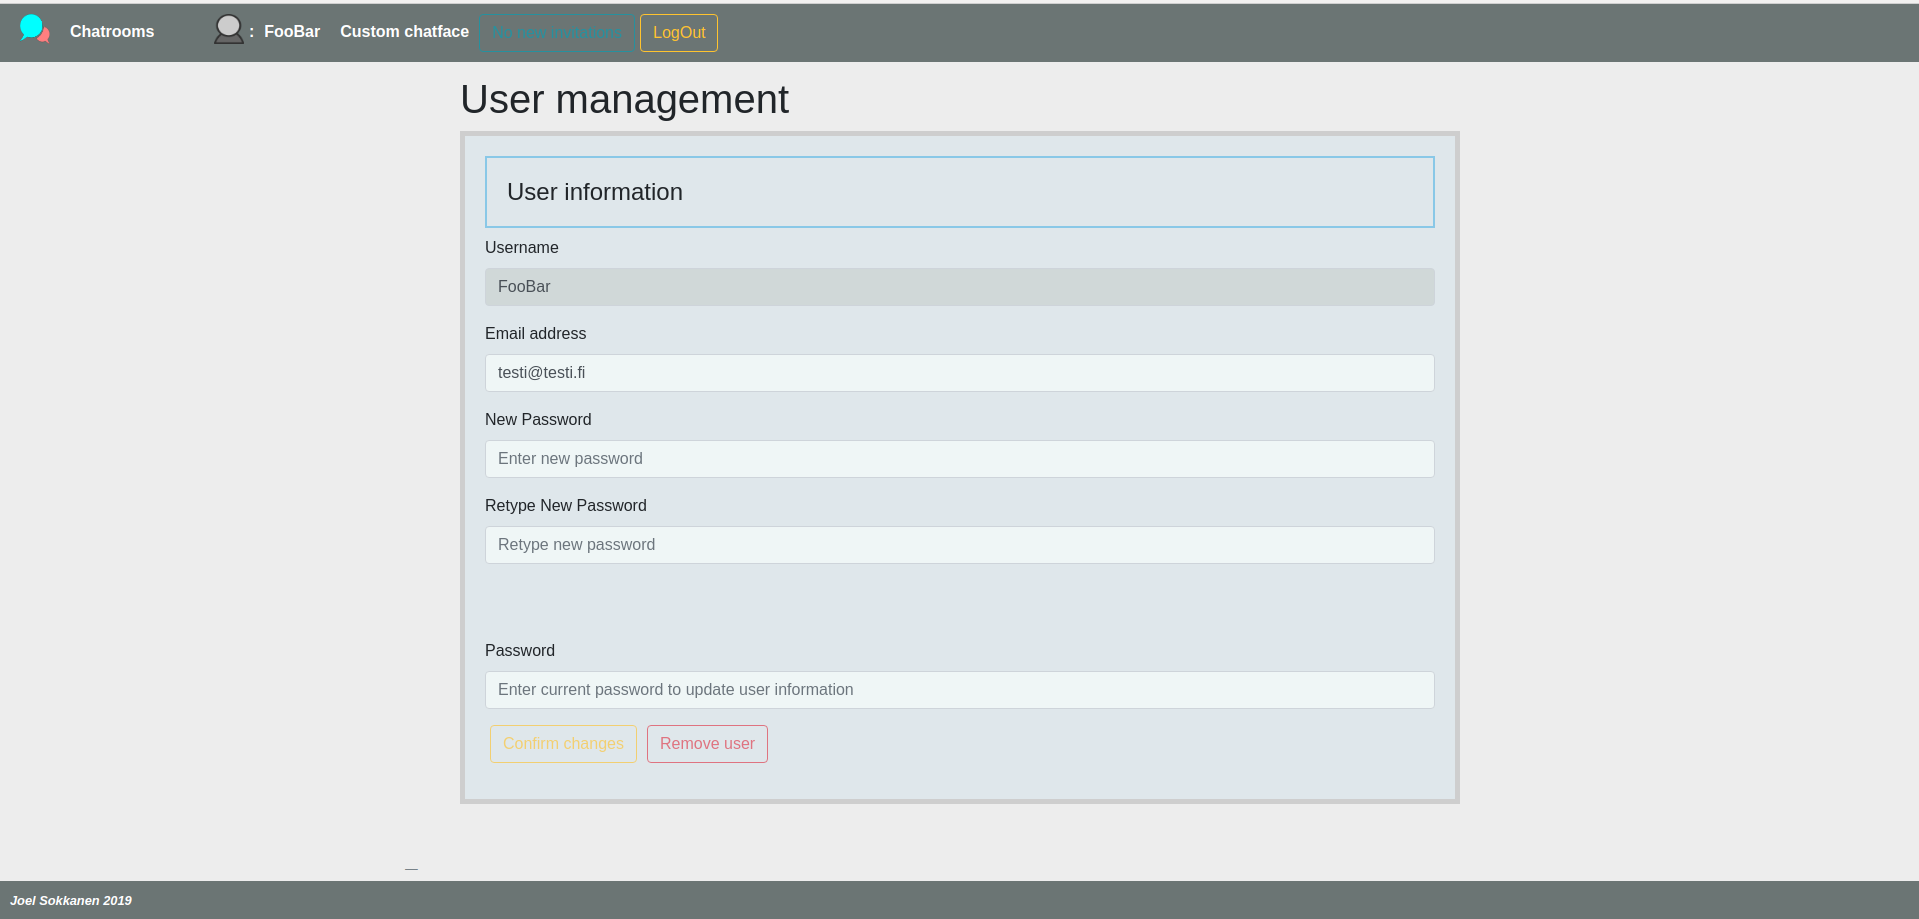 Chatrooms
: FooBar
Custom chatface
LogOut
User management
User information
Username
FooBar
Email address
testi@testi.fi
New Password
Enter new password
Retype New Password
Retype new password
Password
Enter current password to update user information
Confirm changes
Remove user
Joel Sokkanen 2019